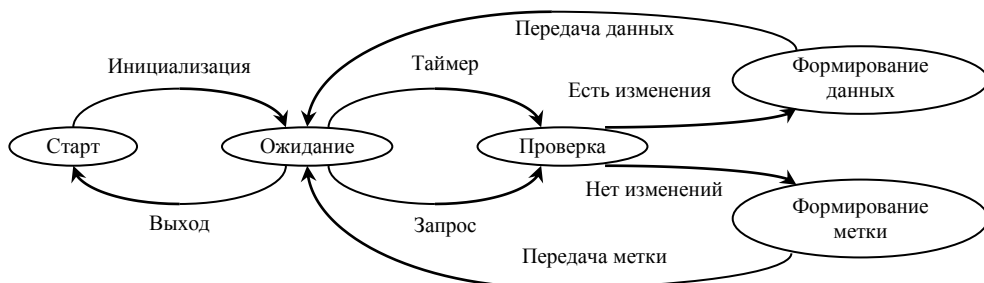 Передача данных
Инициализация
Таймер
Формирование
данных
Есть изменения
Старт
Ожидание
Проверка
Нет изменений
Выход
Запрос
Формирование
метки
Передача метки